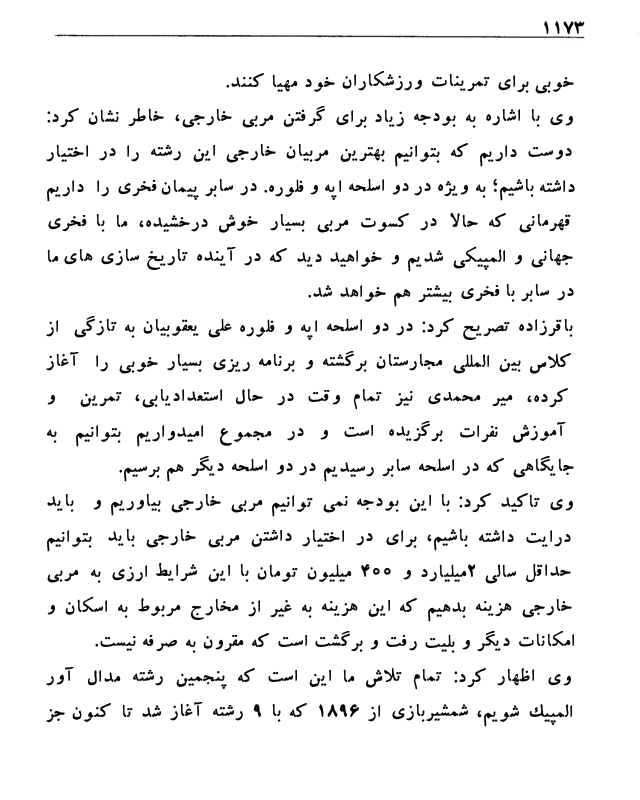 ۱۱۷۳
خوبی برای تمرینات ورزشکاران خود مهیا کنند.
وی با اشاره به بودجه زیاد برای گرفتن مربی خارجی، خاطر نشان کرد:
دوست داریم که بتوانیم بهترین مربیان خارجی این رشته را در اختیار
داشته باشیم؛ به ویژه در دو اسلحه اپه و فلوره. در سابر پیمان فخری را داریم
قهرمانی که حالا در کسوت مربی بسیار خوش درخشیده، ما با فخری
جهانی و المپیکی شدیم و خواهید دید که در آینده تاریخ سازی های ما
در سابر با فخری بیشتر هم خواهد شد.
باقرزاده تصریح کرد: در دو اسلحه اپه و فلوره علی یعقوبیان به تازگی از
کلاس بین المللی مجارستان برگشته و برنامه ریزی بسیار خوبی را آغاز
کرده، میر محمدی نیز تمام وقت در حال استعدادیابی، تمرین و
آموزش نفرات برگزیده است و در مجموع امیدواریم بتوانیم به
جایگاهی که در اسلحه سابر رسیدیم در دو اسلحه دیگر هم برسیم.
وی تاکید کرد: با این بودجه نمی توانیم مربی خارجی بیاوریم و باید
درایت داشته باشیم، برای در اختیار داشتن مربی خارجی باید بتوانیم
حداقل سالی ۲میلیارد و ۴۰۰ میلیون تومان با این شرایط ارزی به مربی
خارجی هزینه بدهیم که این هزینه به غیر از مخارج مربوط به اسکان و
امکانات دیگر و بلیت رفت و برگشت است که مقرون به صرفه نیست.
وی اظهار کرد: تمام تلاش ما این است که پنجمین رشته مدال آور
المپیك شویم، شمشیربازی از ۱۸۹۶ که با ۹ رشته آغاز شد تا کنون جز